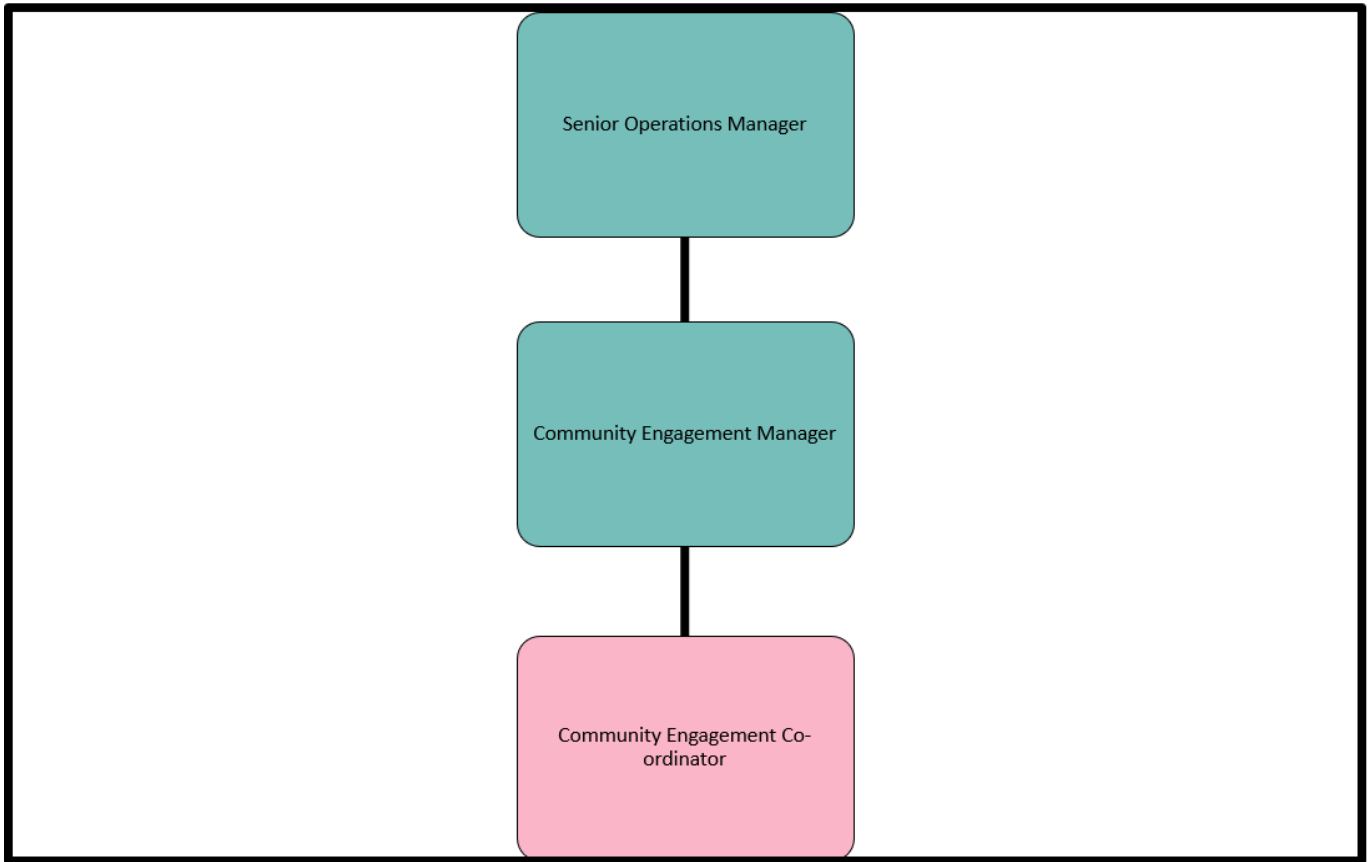 Senior Operations Manager
Community Engagement Manager
Community Engagement Co-
ordinator